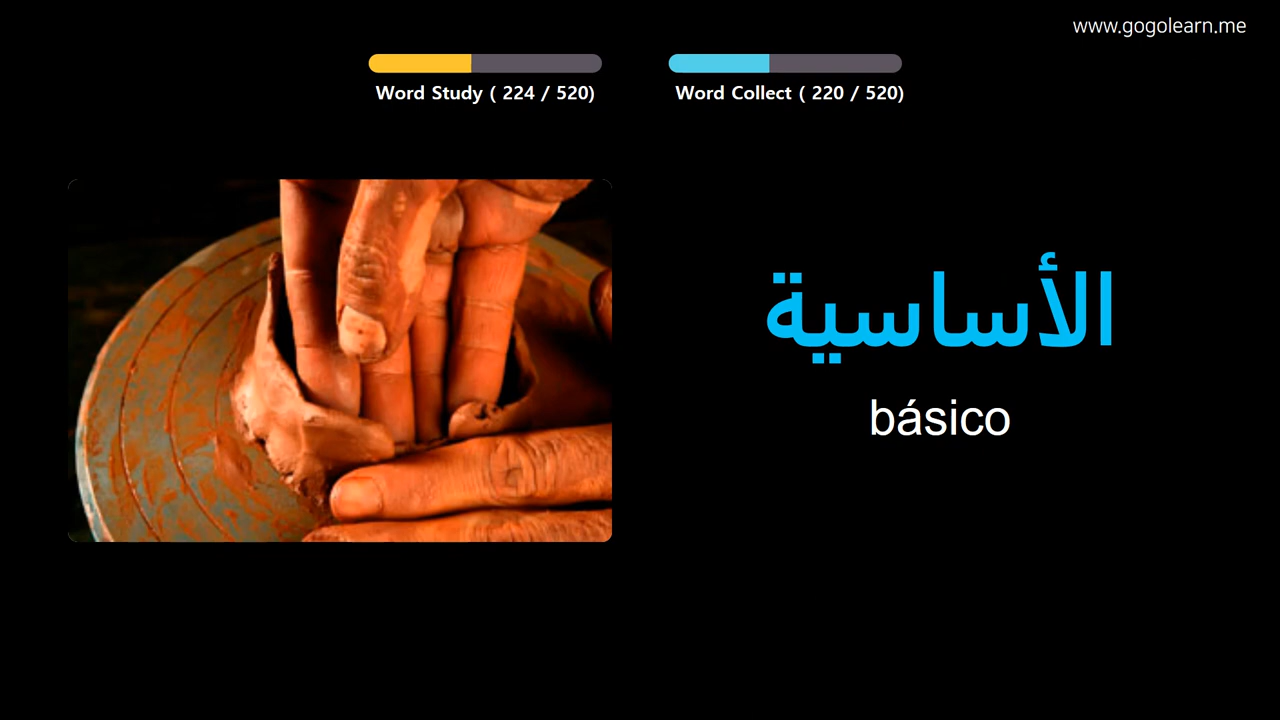 www.gogolearn.me
Word Study ( 224 / 520)
Word Collect ( 220 / 520)
الأساسية
básico